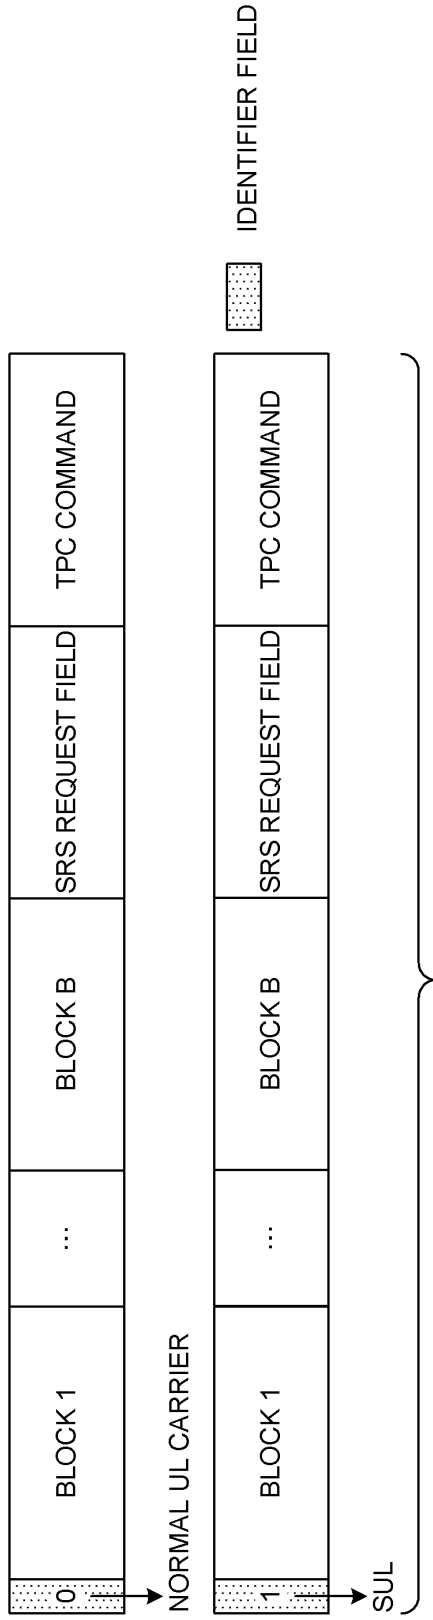 0
BLOCK 1
...
BLOCK B
SRS REQUEST FIELD
TPC COMMAND
NORMAL UL CARRIER
IDENTIFIER FIELD
1
BLOCK 1
...
BLOCK B
SRS REQUEST FIELD
TPC COMMAND
SUL